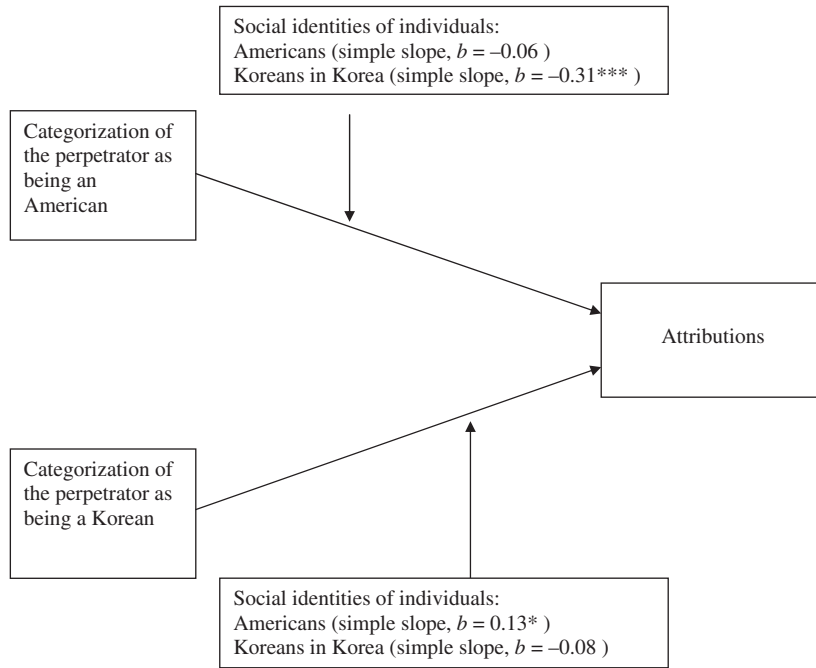 Social identities of individuals:
Americans (simple slope, b = –0.06 )
Koreans in Korea (simple slope, b = –0.31*** )
Categorization of
the perpetrator as
being an
American
Attributions
Categorization of
the perpetrator as
being a Korean
Social identities of individuals:
Americans (simple slope, b = 0.13* )
Koreans in Korea (simple slope, b = –0.08 )